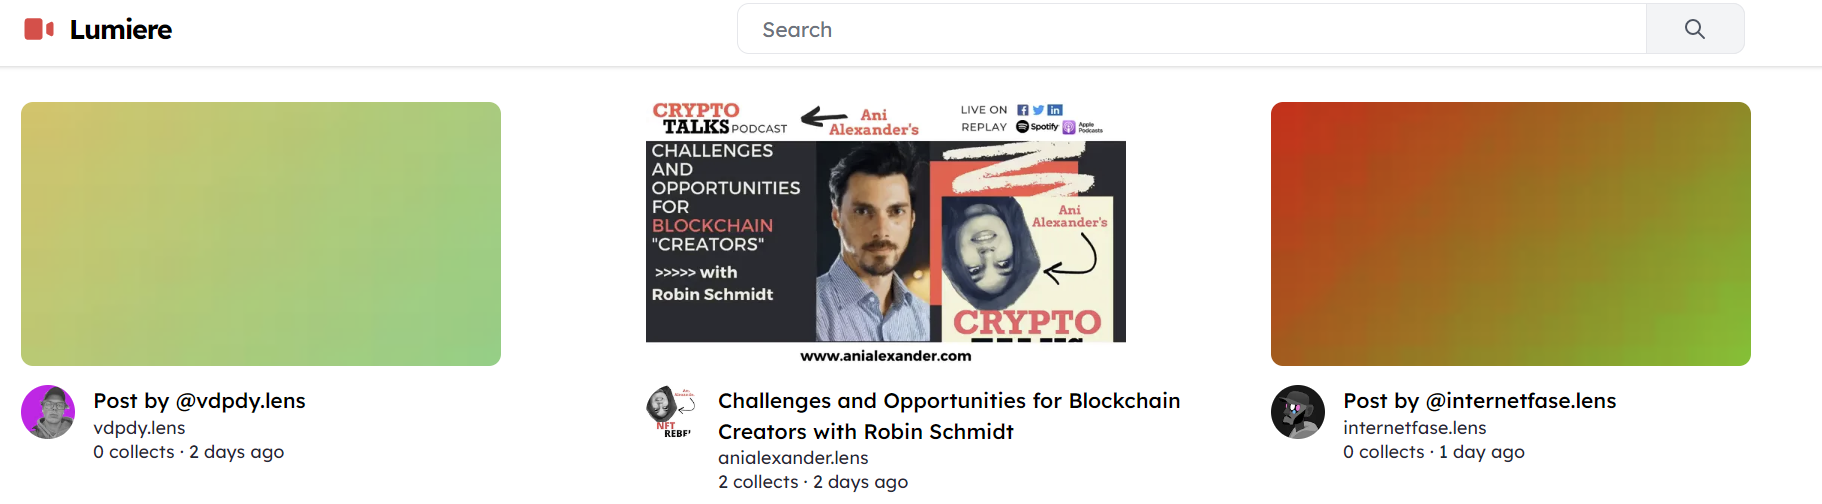 Lumiere
Search
CRYPTO
TALKS PODCAST
Ani
Alexander's
LIVE ON
REPLAY Spotify Apple Podcasts
CHALLENGES
AND
OPPORTUNITIES
FOR
BLOCKCHAIN
"CREATORS"
>>>>> with
Robin Schmidt
Ani
Alexander's
CRYPTO
TALKS
www.anialexander.com
Post by @vdpdy.lens
vdpdy.lens
0 collects · 2 days ago
NFT
Challenges and Opportunities for Blockchain
Creators with Robin Schmidt
anialexander.lens
2 collects · 2 days ago
Post by @internetfase.lens
internetfase.lens
0 collects · 1 day ago